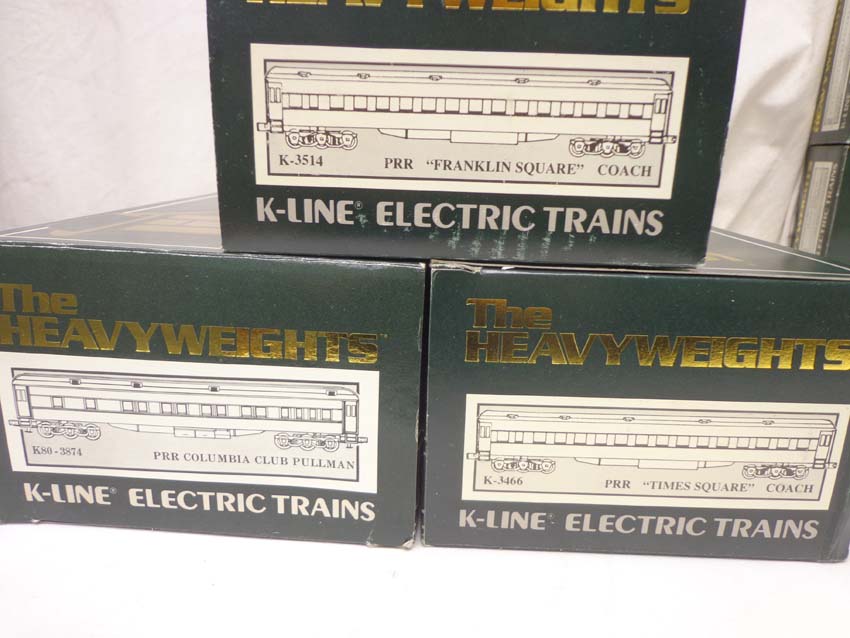 HEAVYWEIGHTS
K-3514 PRR "FRANKLIN SQUARE" COACH
K-LINE® ELECTRIC TRAINS
The
HEAVYWEIGHTS™
K80-3874 PRR COLUMBIA CLUB PULLMAN
K-LINE® ELECTRIC TRAINS
The
HEAVYWEIGHTS
K-3466 PRR "TIMES SQUARE" COACH
K-LINE® ELECTRIC TRAINS